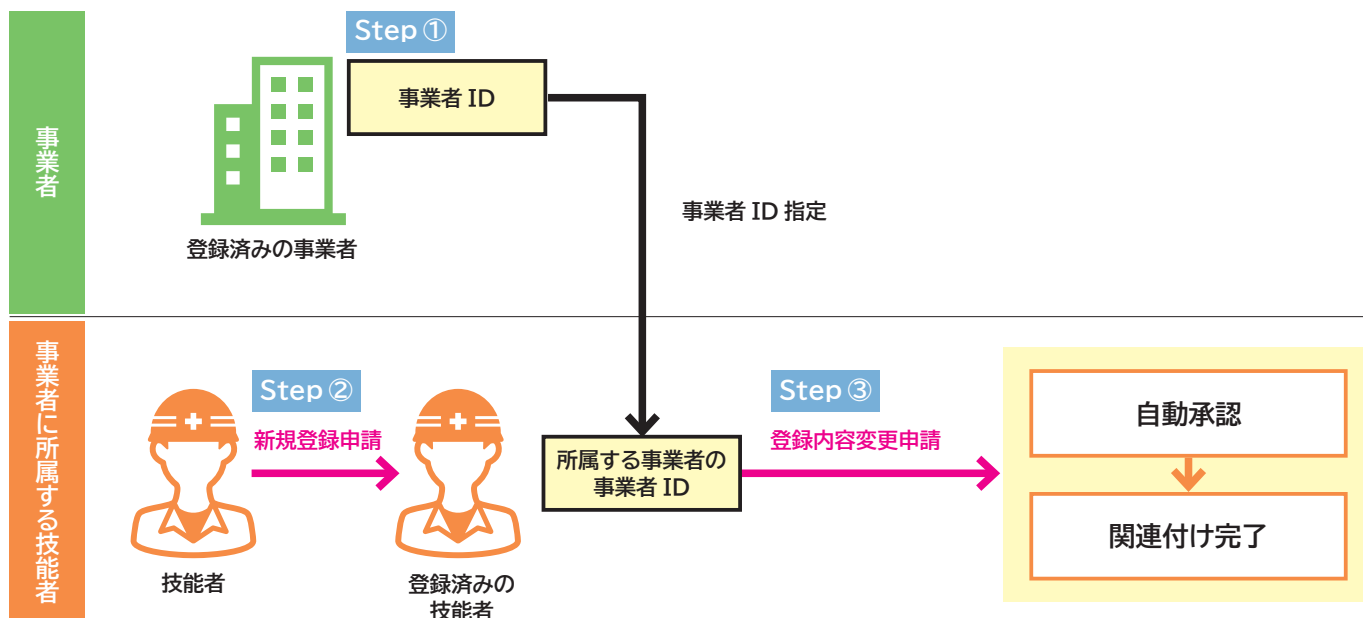 事業者
Step ①
事業者 ID
登録済みの事業者
事業者 ID 指定
事業者に所属する技能者
技能者
Step ②
新規登録申請
登録済みの
技能者
所属する事業者の
事業者 ID
Step ③
登録内容変更申請
自動承認
関連付け完了